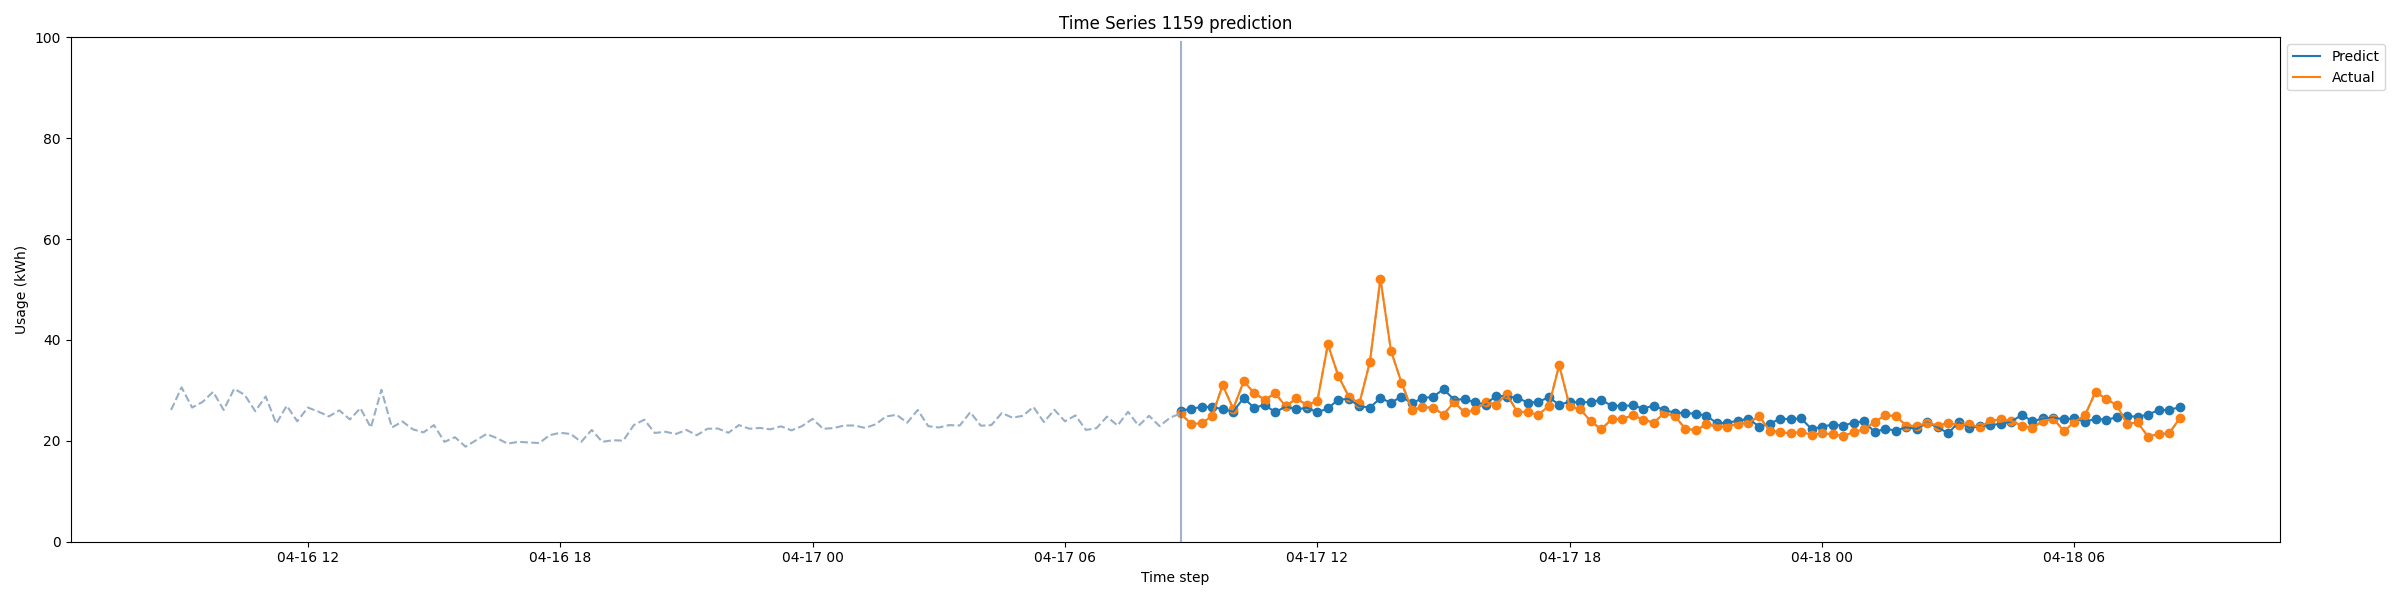 Time Series 1159 prediction
Predict
Actual
100
80
60
40
20
0
Usage (kWh)
04-16 12
04-16 18
04-17 00
04-17 06
04-17 12
04-17 18
04-18 00
04-18 06
Time step